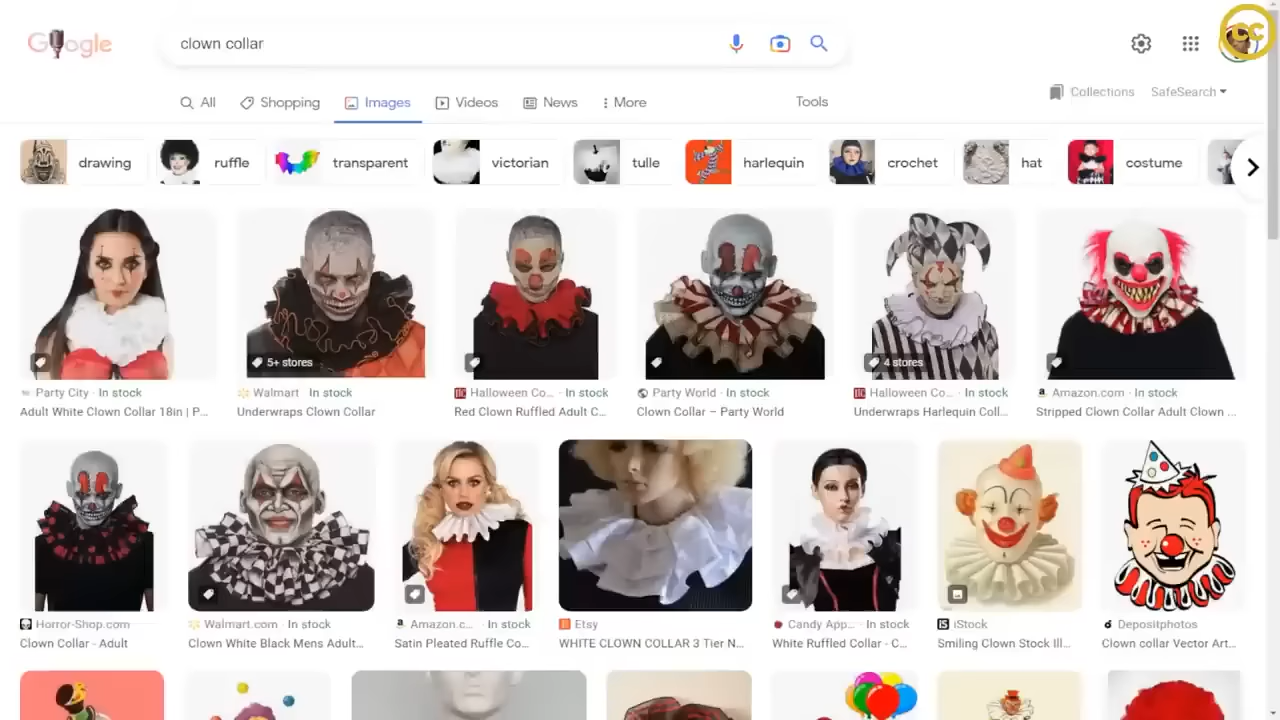 Google
clown collar
CC
All
Shopping
Images
Videos
News
More
Tools
Collections
SafeSearch
drawing
ruffle
transparent
victorian
tulle
harlequin
crochet
hat
costume
5+ stores
4 stores
Party City · In stock
Adult White Clown Collar 18in | P...
Walmart In stock
Underwraps Clown Collar
Halloween Co... · In stock
Red Clown Ruffled Adult C...
Party World · In stock
Clown Collar – Party World
Halloween Co... · In stock
Underwraps Harlequin Coll...
Amazon.com · In stock
Stripped Clown Collar Adult Clown ...
Horror-Shop.com
Clown Collar - Adult
Walmart.com · In stock
Clown White Black Mens Adult...
Amazon.c... · In stock
Satin Pleated Ruffle Co...
Etsy
WHITE CLOWN COLLAR 3 Tier N...
Candy App... · In stock
White Ruffled Collar - C...
iStock
Smiling Clown Stock Ill...
Depositphotos
Clown collar Vector Art...